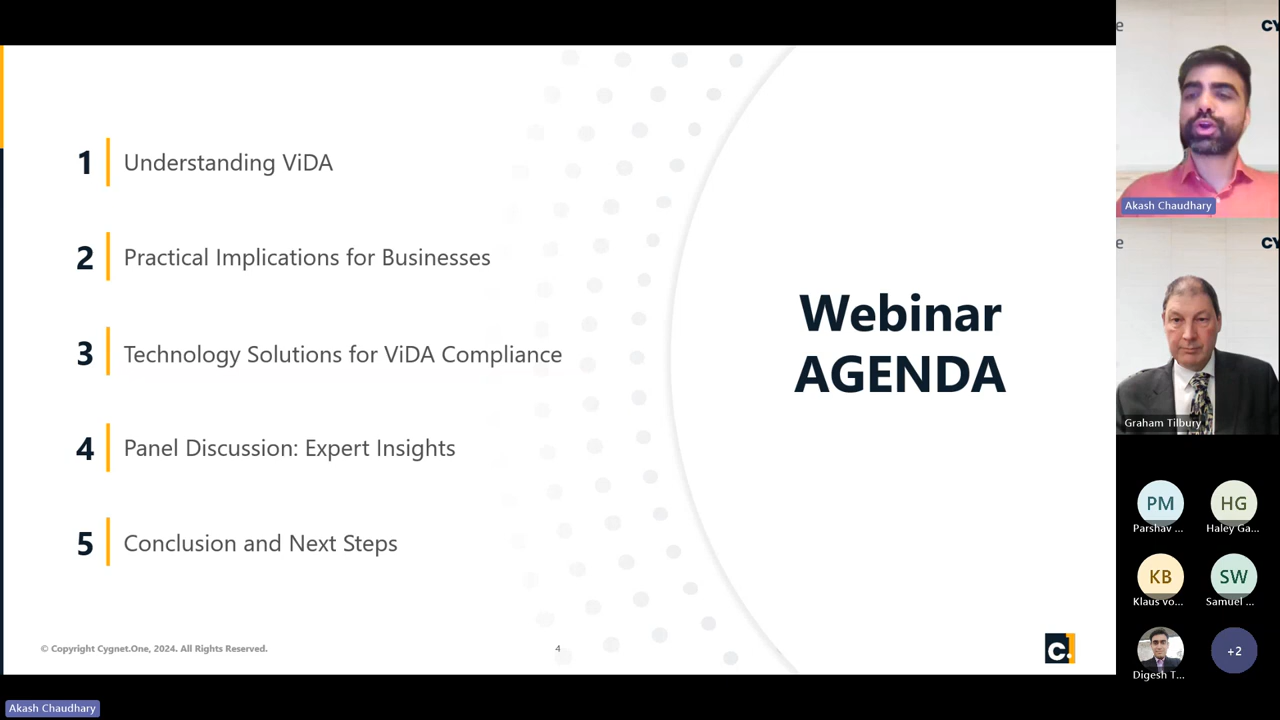 1 Understanding ViDA
2 Practical Implications for Businesses
3 Technology Solutions for ViDA Compliance
4 Panel Discussion: Expert Insights
5 Conclusion and Next Steps
Webinar
AGENDA
© Copyright Cygnet.One, 2024. All Rights Reserved.
4
c.
e
CY
Akash Chaudhary
e
CY
Graham Tilbury
PM
Parshav ...
HG
Haley Ga...
KB
Klaus vo...
SW
Samuel ...
Digesh T...
+2
Akash Chaudhary